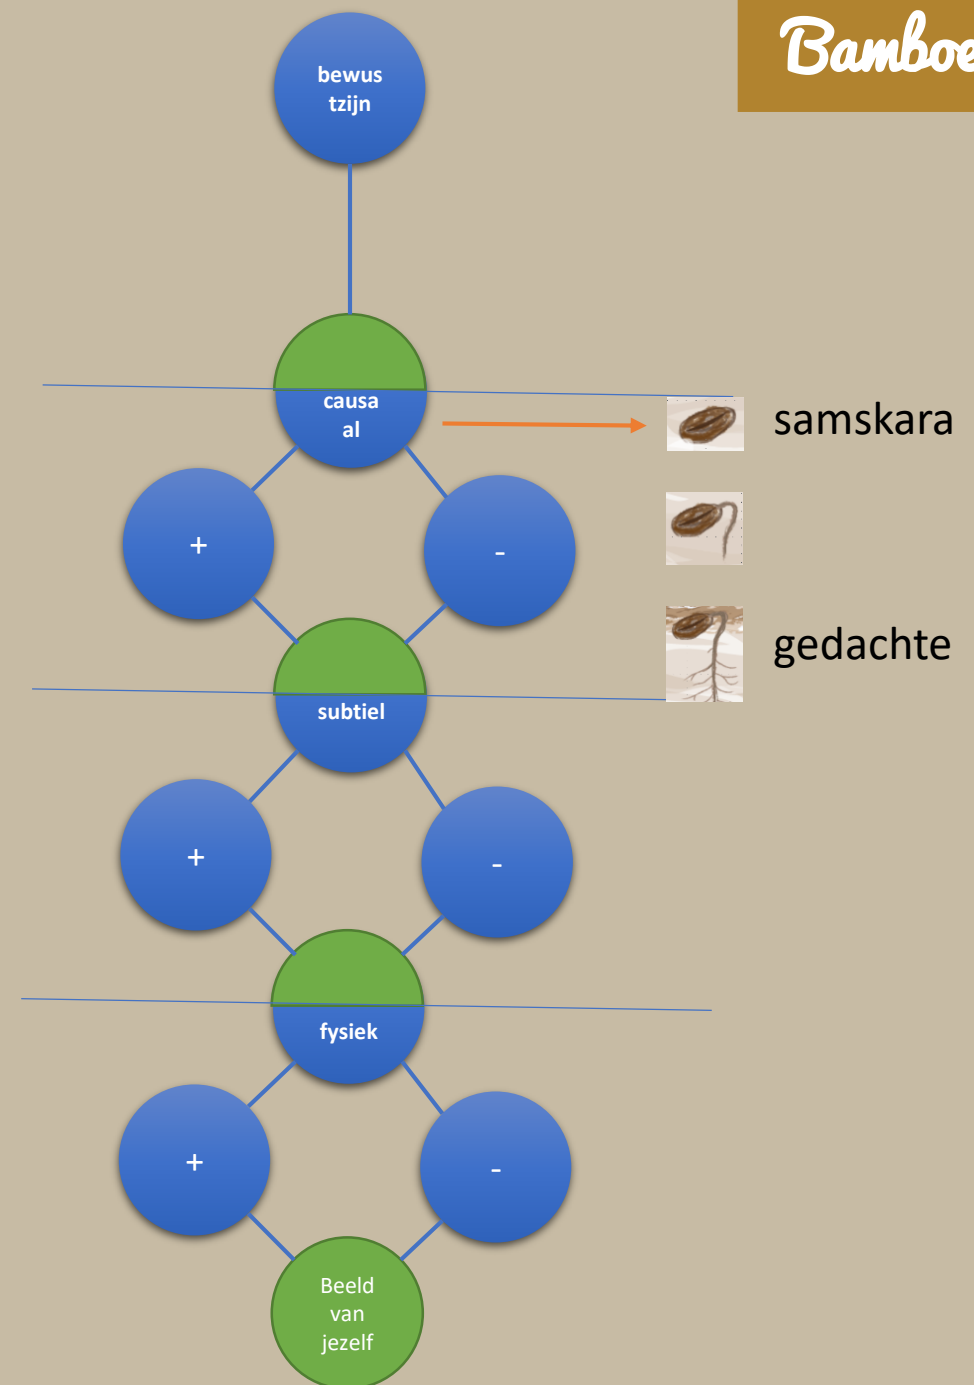 Bamboe
bewus
tzijn
causa
al
samskara
+
-
gedachte
subtiel
+
-
fysiek
+
-
Beeld
van
jezelf